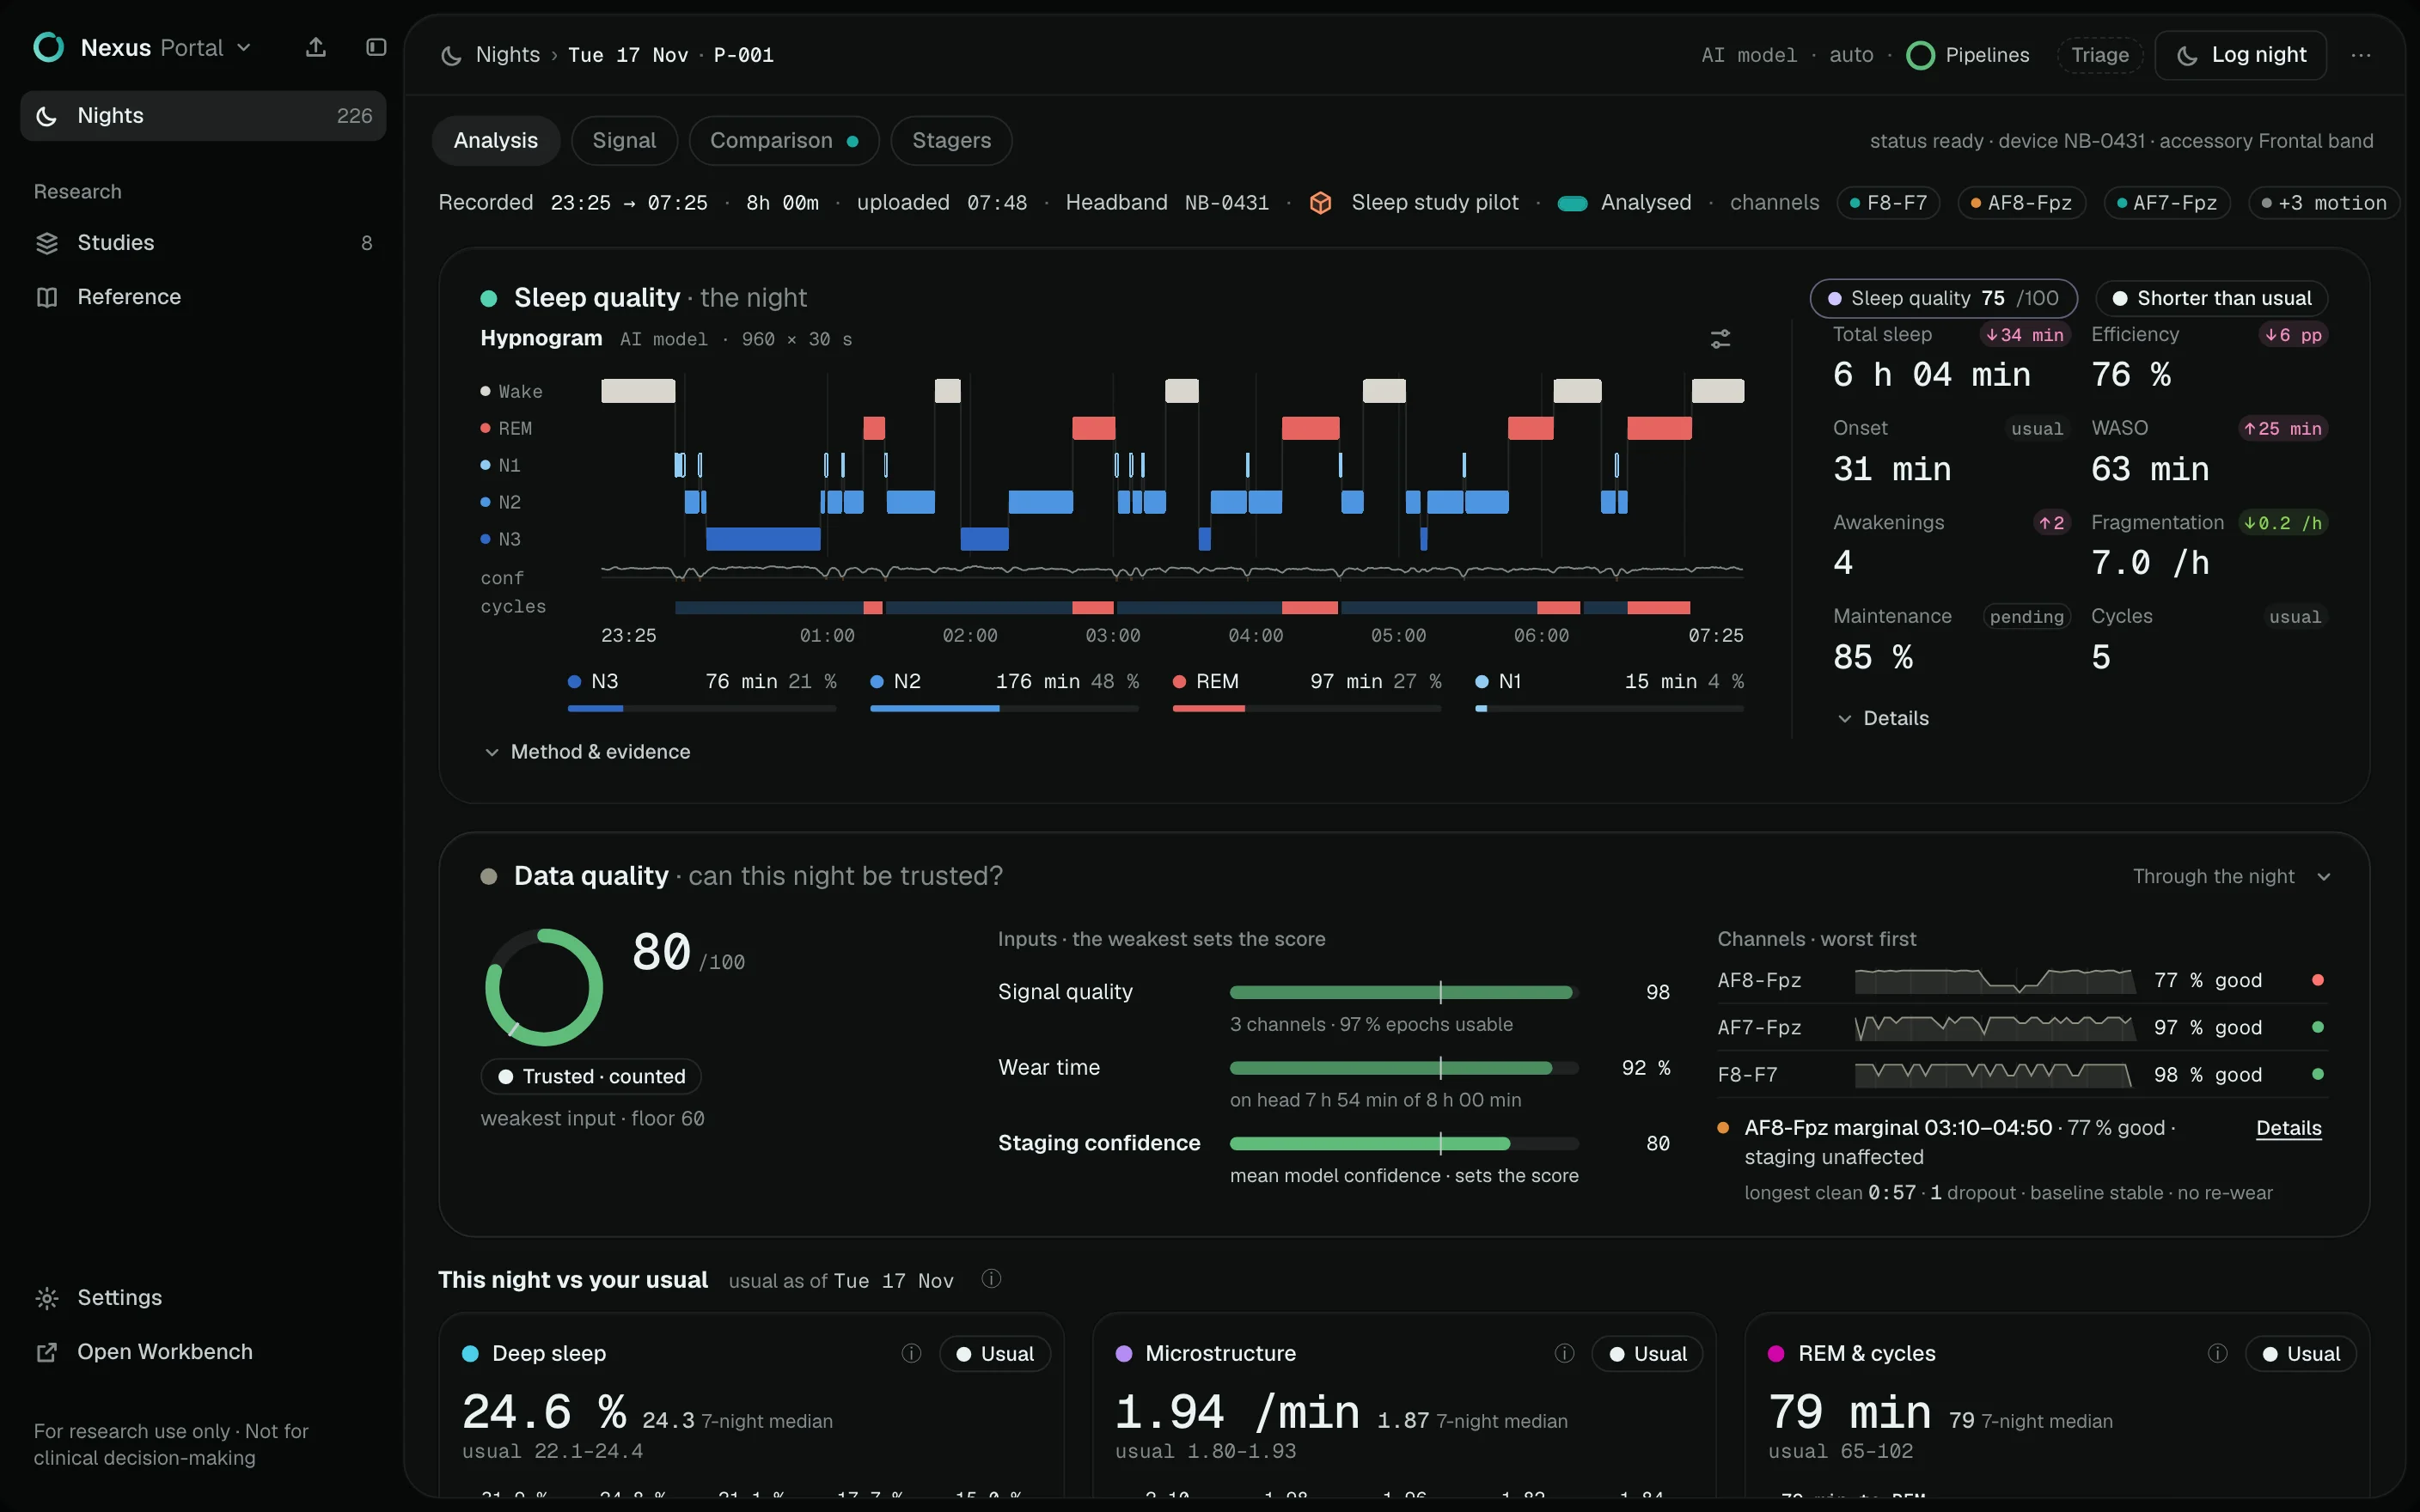 Nexus Portal
Nights 226
Research
Studies 8
Reference
Settings
Open Workbench
For research use only · Not for
clinical decision-making
Nights › Tue 17 Nov · P-001
AI model · auto · Pipelines Triage Log night ···
Analysis Signal Comparison Stagers
status ready · device NB-0431 · accessory Frontal band
Recorded 23:25 → 07:25 · 8h 00m · uploaded 07:48 · Headband NB-0431 · Sleep study pilot · Analysed · channels F8-F7 AF8-Fpz AF7-Fpz +3 motion
Sleep quality · the night
Sleep quality 75 /100 Shorter than usual
Hypnogram AI model · 960 × 30 s
Wake
REM
N1
N2
N3
conf
cycles
23:25 01:00 02:00 03:00 04:00 05:00 06:00 07:25
N3 76 min 21 % N2 176 min 48 % REM 97 min 27 % N1 15 min 4 %
Method & evidence
Total sleep ↓34 min Efficiency ↓6 pp
6 h 04 min 76 %
Onset usual WASO ↑25 min
31 min 63 min
Awakenings ↑2 Fragmentation ↓0.2 /h
4 7.0 /h
Maintenance pending Cycles usual
85 % 5
Details
Data quality · can this night be trusted?
Through the night
80 /100
Trusted · counted
weakest input · floor 60
Inputs · the weakest sets the score
Signal quality 98
3 channels · 97 % epochs usable
Wear time 92 %
on head 7 h 54 min of 8 h 00 min
Staging confidence 80
mean model confidence · sets the score
Channels · worst first
AF8-Fpz 77 % good
AF7-Fpz 97 % good
F8-F7 98 % good
AF8-Fpz marginal 03:10–04:50 · 77 % good · Details
staging unaffected
longest clean 0:57 · 1 dropout · baseline stable · no re-wear
This night vs your usual usual as of Tue 17 Nov
Deep sleep Usual
24.6 % 24.3 7-night median
usual 22.1–24.4
Microstructure Usual
1.94 /min 1.87 7-night median
usual 1.80–1.93
REM & cycles Usual
79 min 79 7-night median
usual 65–102